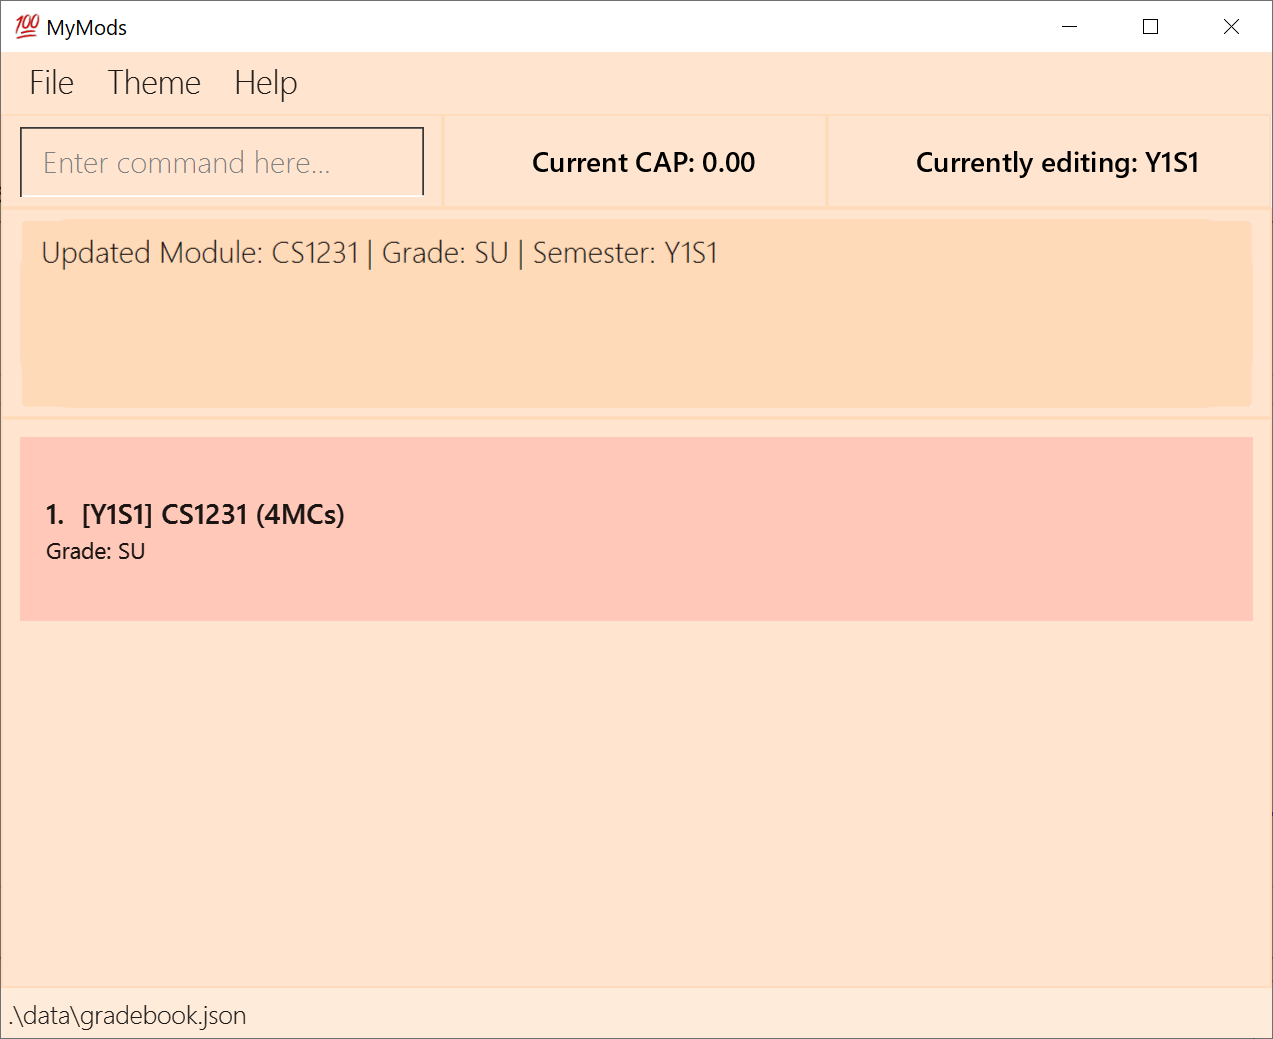 MyMods
File Theme Help
Enter command here...
Current CAP: 0.00
Currently editing: Y1S1
Updated Module: CS1231 | Grade: SU | Semester: Y1S1
1. [Y1S1] CS1231 (4MCs)
Grade: SU
.\data\gradebook.json